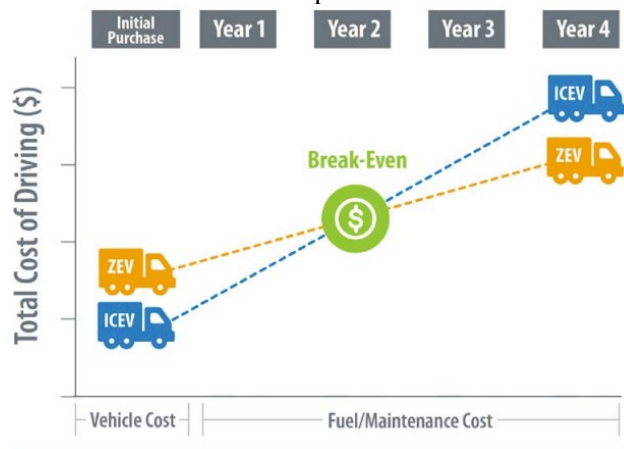 Initial
Purchase
Year 1
Year 2
Year 3
Year 4
Total Cost of Driving ($)
ICEV
ZEV
Break-Even
$
ZEV
ICEV
Vehicle Cost
Fuel/Maintenance Cost